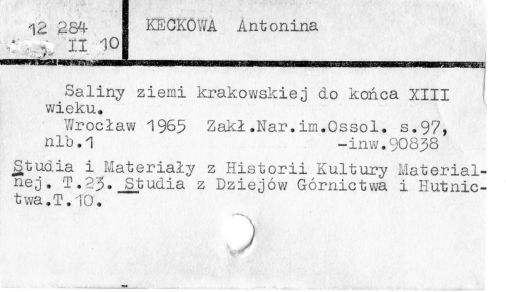 12 284
II 10
KECKOWA Antonina
Saliny ziemi krakowskiej do końca XIII
wieku.
Wrocław 1965 Zakł.Nar.im.Ossol. s.97,
nlb.1 -inw.90838
Studia i Materiały z Historii Kultury Material-
nej. T.23. Studia z Dziejów Górnictwa i Hutnic-
twa.T.10.